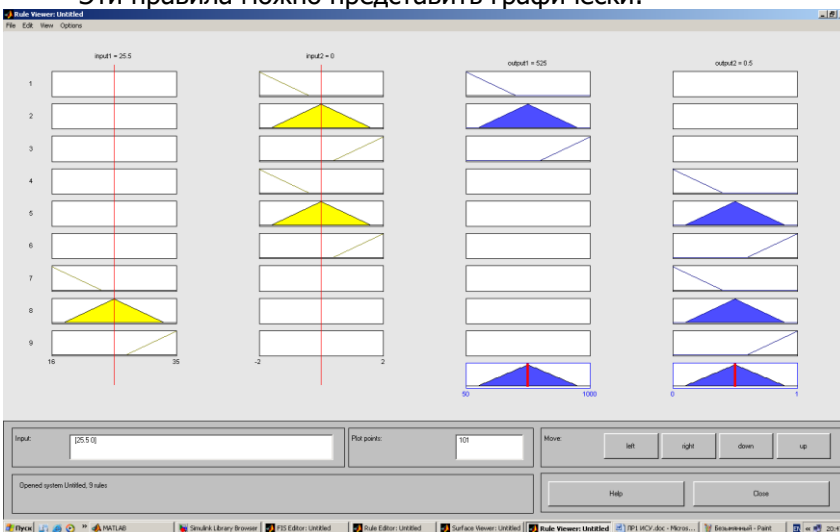 Эти правила можно представить графически:
Rule Viewer: Untitled
File Edit View Options
input1 = 25.5
input2 = 0
output1 = 525
output2 = 0.5
1
2
3
4
5
6
7
8
9
16 35
-2 2
50 1000
0 1
Input: [25.5 0]
Plot points: 101
Move: left right down up
Opened system Untitled, 9 rules
Help Close
Пуск MATLAB Simulink Library Browser FIS Editor: Untitled Rule Editor: Untitled Surface Viewer: Untitled Rule Viewer: Untitled ПР1 ИСУ.doc - Micros... Безымянный - Paint